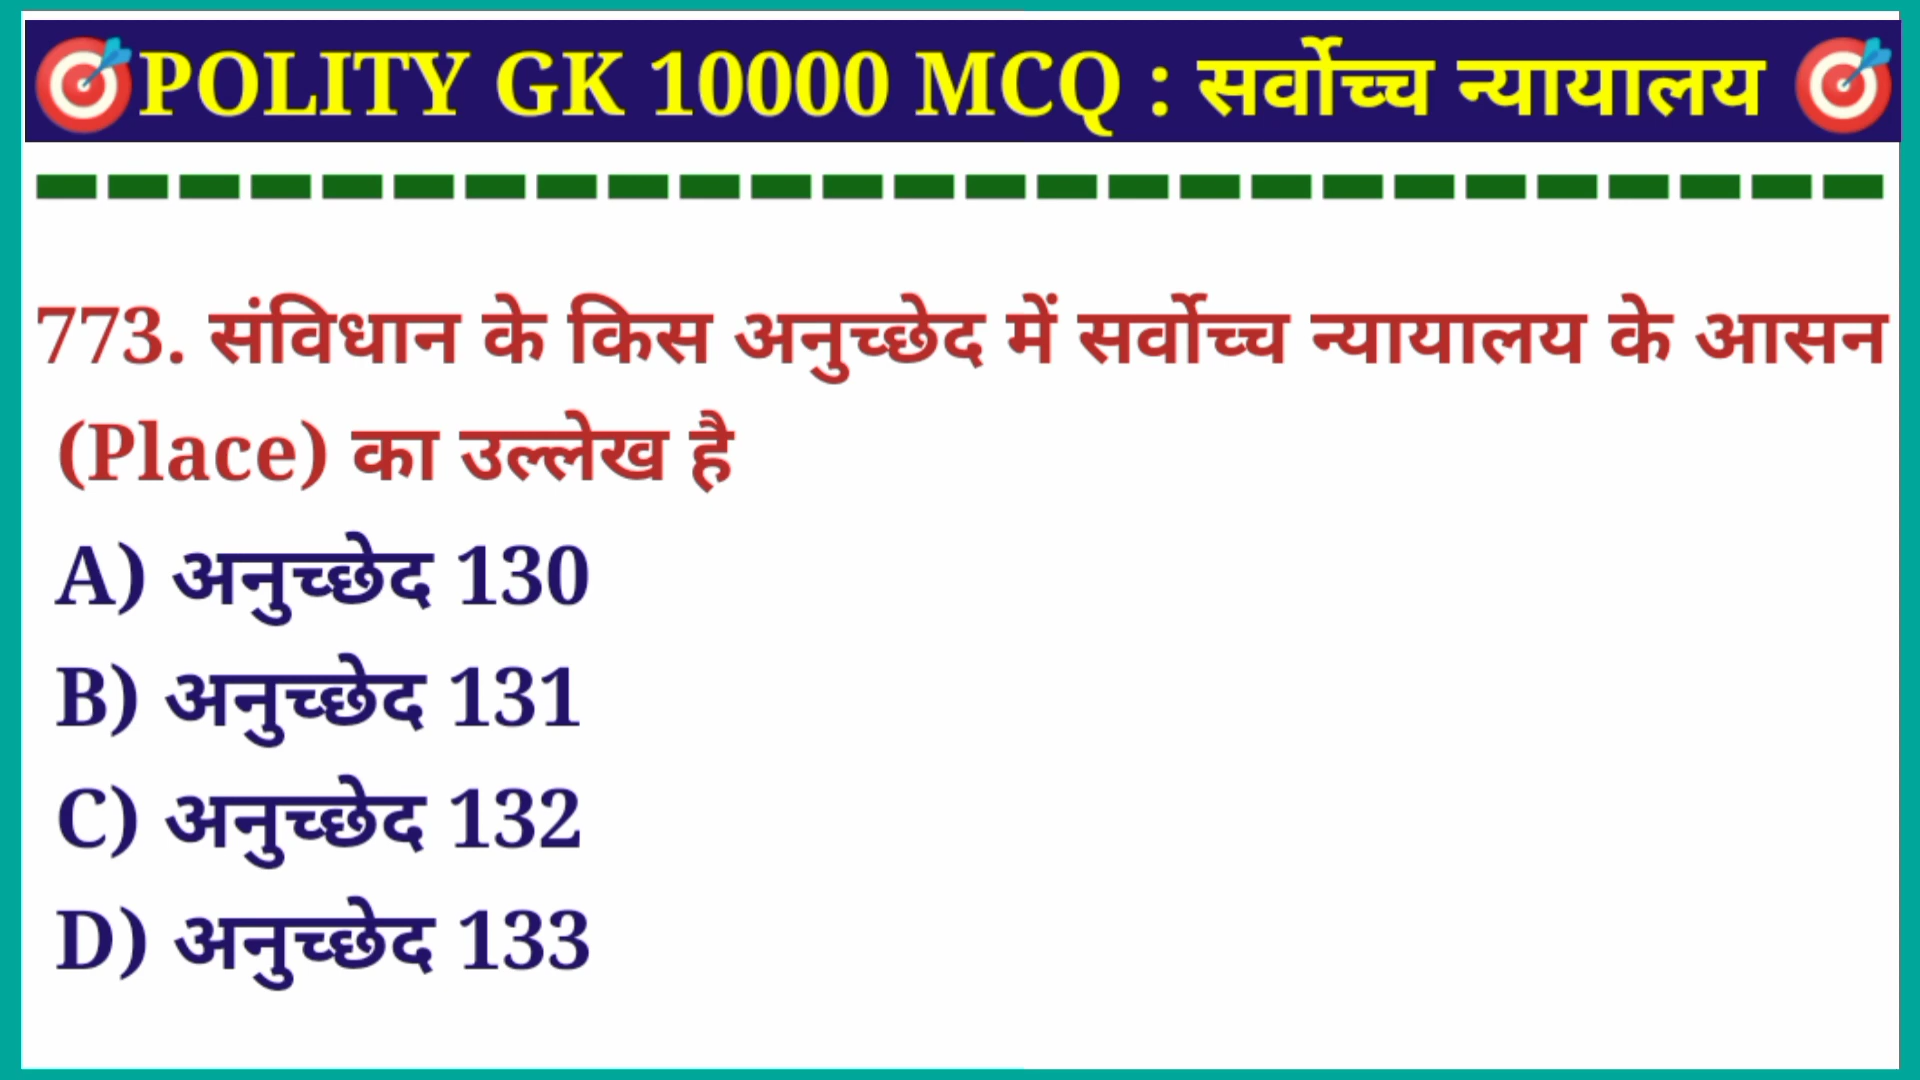 🎯POLITY GK 10000 MCQ : सर्वोच्च न्यायालय 🎯
773. संविधान के किस अनुच्छेद में सर्वोच्च न्यायालय के आसन
(Place) का उल्लेख है
A) अनुच्छेद 130
B) अनुच्छेद 131
C) अनुच्छेद 132
D) अनुच्छेद 133